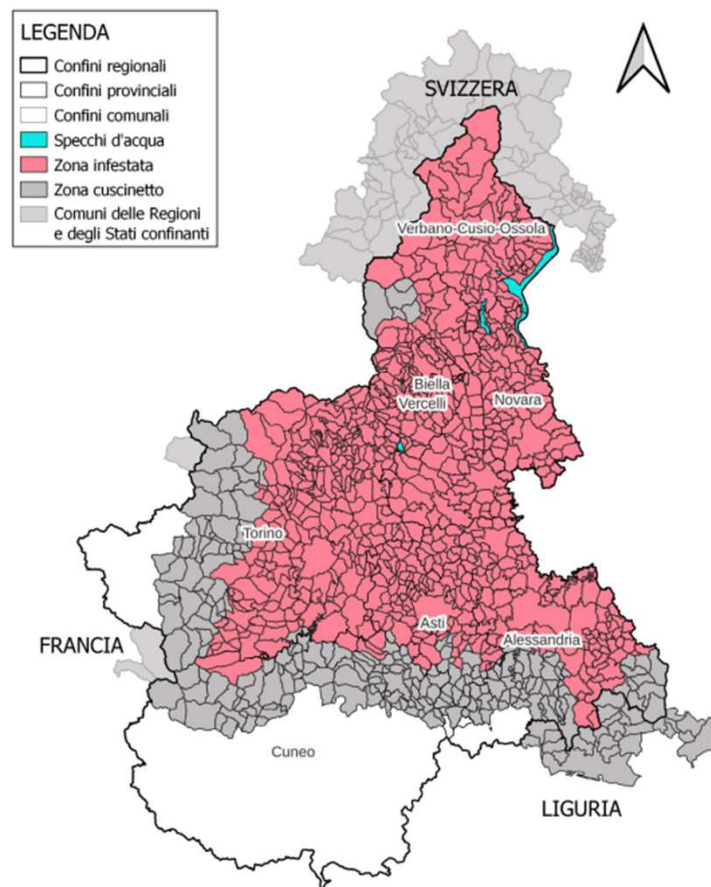 LEGENDA
Confini regionali
Confini provinciali
Confini comunali
Specchi d'acqua
Zona infestata
Zona cuscinetto
Comuni delle Regioni
e degli Stati confinanti
SVIZZERA
Verbano-Cusio-Ossola
Biella
Vercelli
Novara
Torino
Asti
Alessandria
FRANCIA
Cuneo
LIGURIA